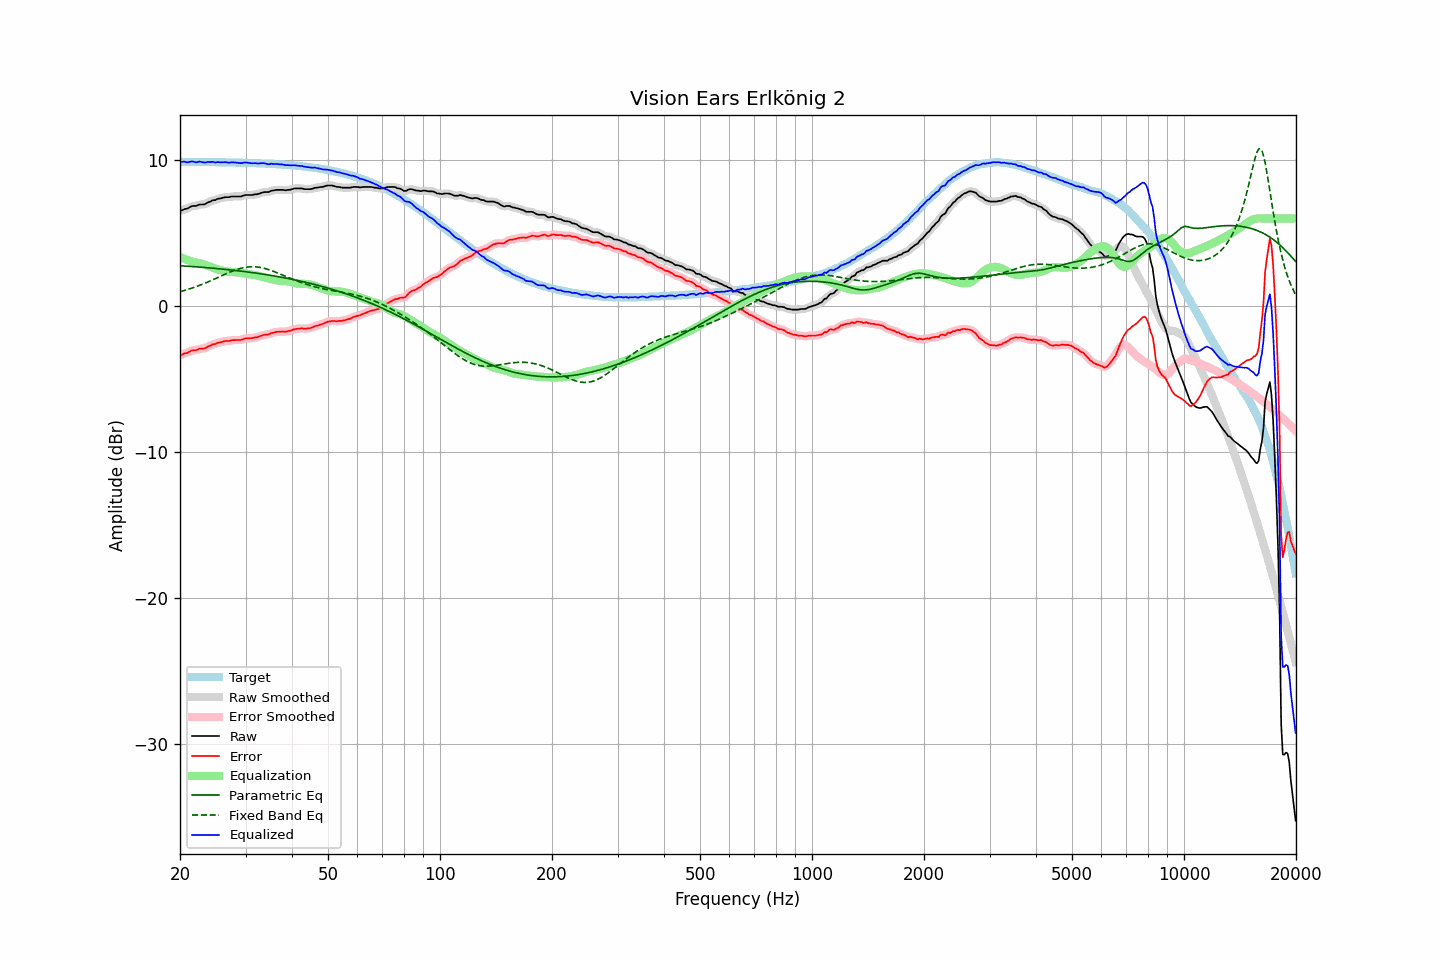 Vision Ears Erlkönig 2
Amplitude (dBr)
10
0
−10
−20
−30
Target
Raw Smoothed
Error Smoothed
Raw
Error
Equalization
Parametric Eq
Fixed Band Eq
Equalized
20 50 100 200 500 1000 2000 5000 10000 20000
Frequency (Hz)